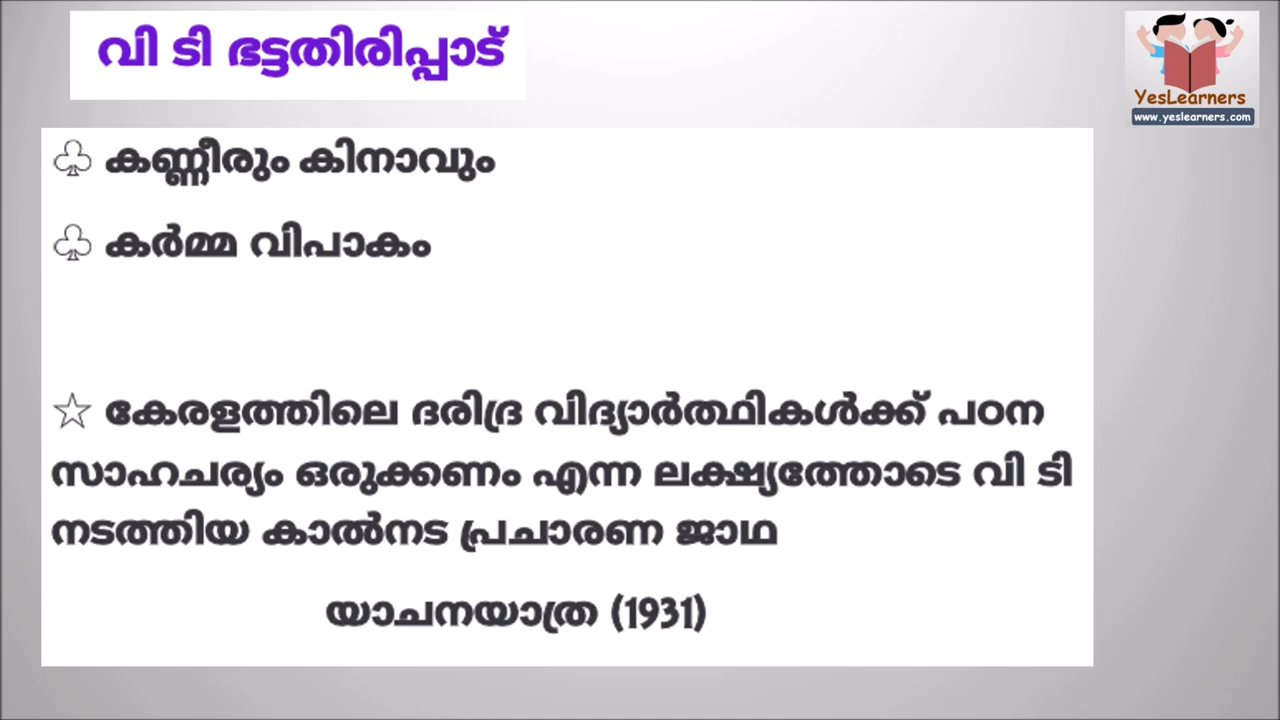 വി ടി ഭട്ടതിരിപ്പാട്
YesLearners
www.yeslearners.com
♧ കണ്ണീരും കിനാവും
♧ കർമ്മ വിപാകം
☆ കേരളത്തിലെ ദരിദ്ര വിദ്യാർത്ഥികൾക്ക് പഠന
സാഹചര്യം ഒരുക്കണം എന്ന ലക്ഷ്യത്തോടെ വി ടി
നടത്തിയ കാൽനട പ്രചാരണ ജാഥ
യാചനയാത്ര (1931)